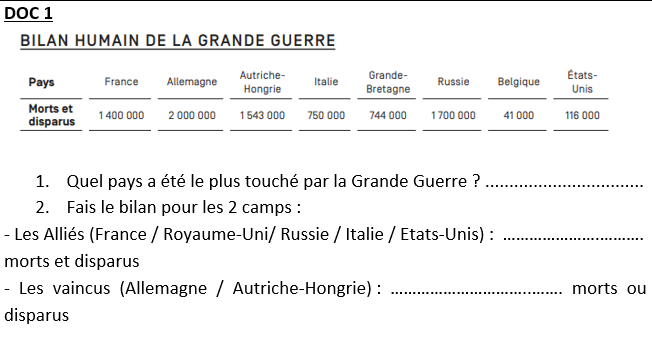 DOC 1
BILAN HUMAIN DE LA GRANDE GUERRE
Pays France Allemagne Autriche-Hongrie Italie Grande-Bretagne Russie Belgique États-Unis
Morts et disparus 1 400 000 2 000 000 1 543 000 750 000 744 000 1 700 000 41 000 116 000
1. Quel pays a été le plus touché par la Grande Guerre ? .................................
2. Fais le bilan pour les 2 camps :
- Les Alliés (France / Royaume-Uni/ Russie / Italie / Etats-Unis) : ..............................
morts et disparus
- Les vaincus (Allemagne / Autriche-Hongrie) : ..................................... morts ou
disparus